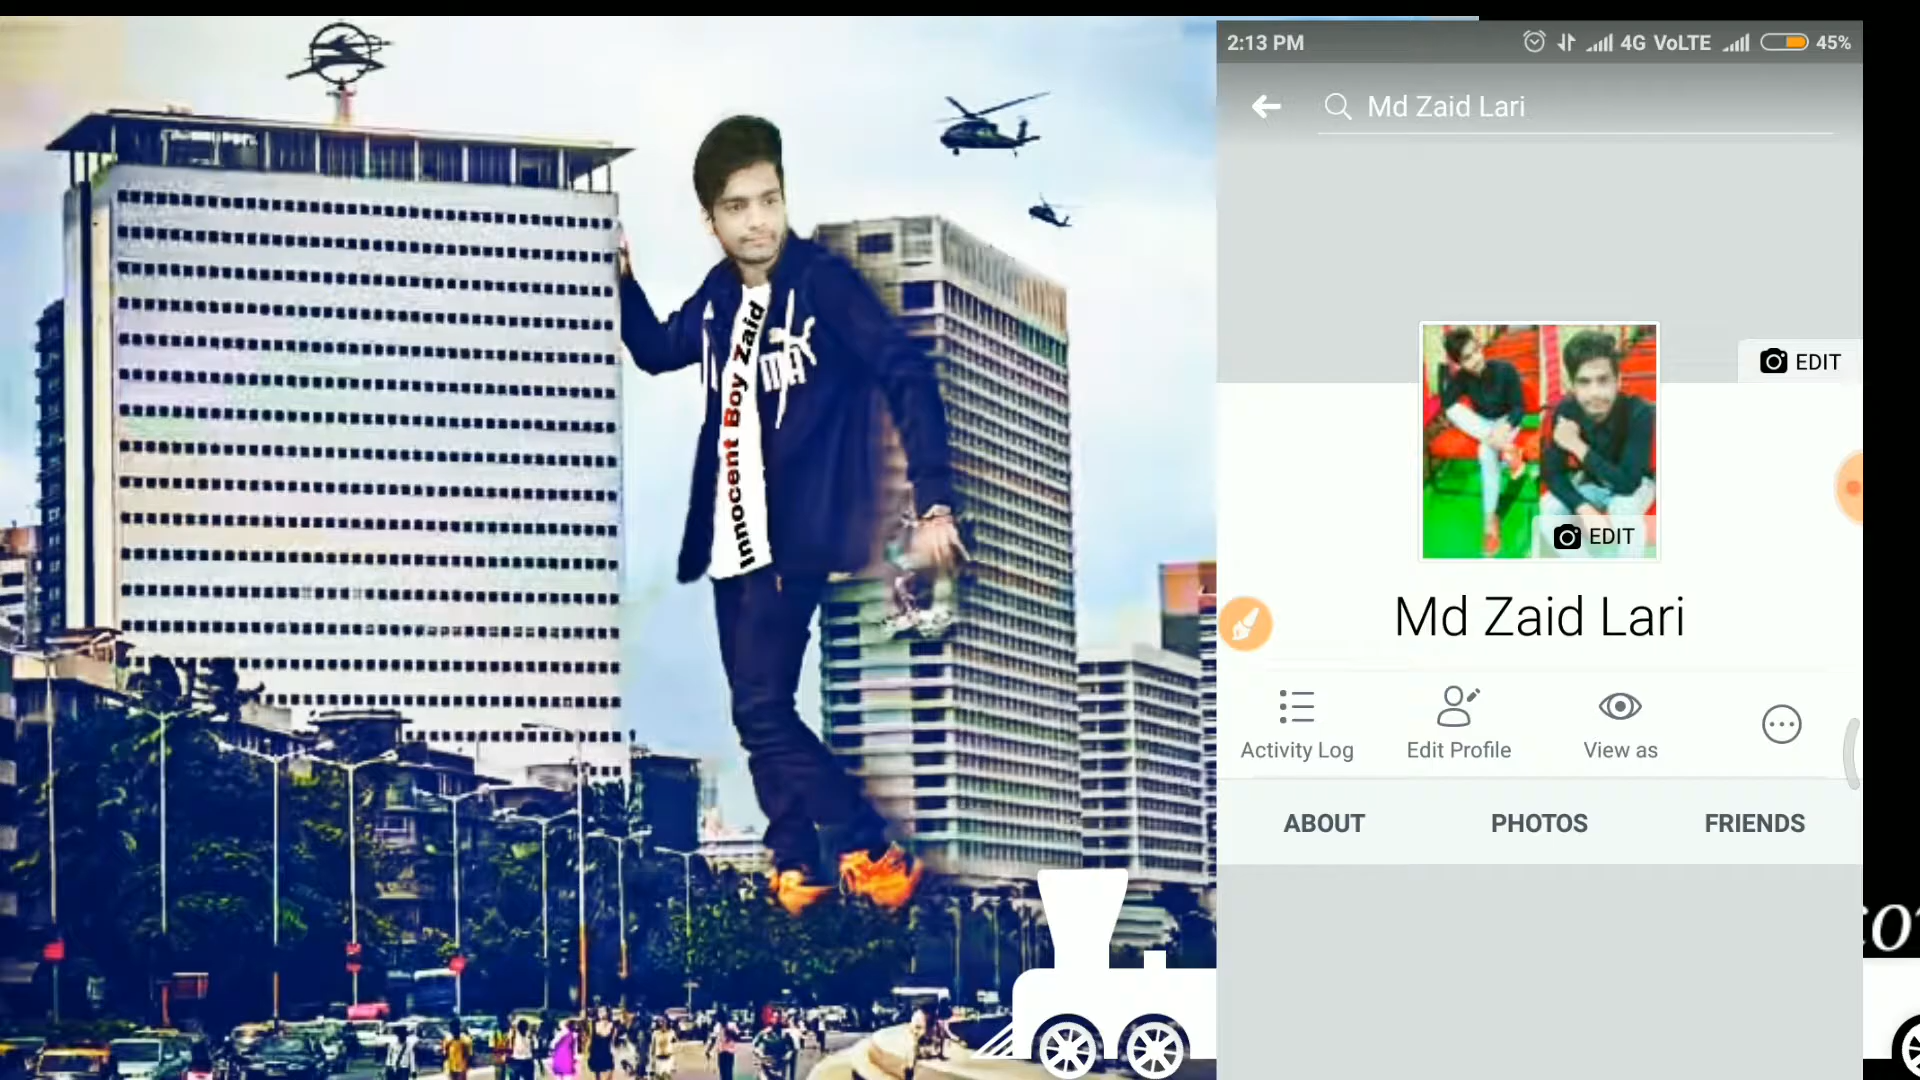 Innocent Boy Zaid
2:13 PM
4G VoLTE
45%
Md Zaid Lari
EDIT
EDIT
Md Zaid Lari
Activity Log
Edit Profile
View as
ABOUT
PHOTOS
FRIENDS